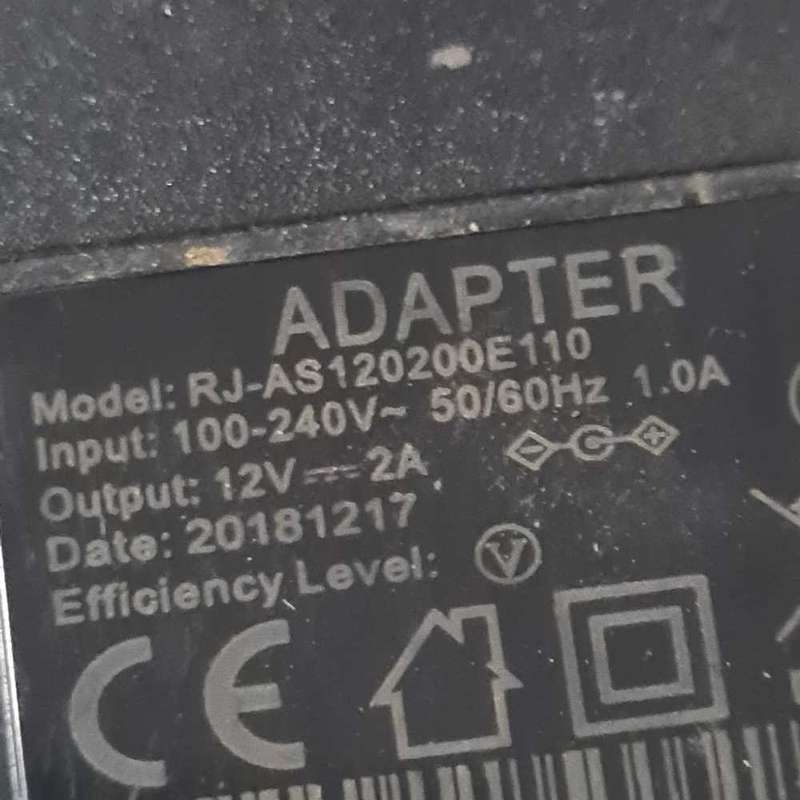 ADAPTER
Model: RJ-AS120200E110
Input: 100-240V~ 50/60Hz 1.0A
Output: 12V⎓2A
Date: 20181217
Efficiency Level: Ⓥ
CE